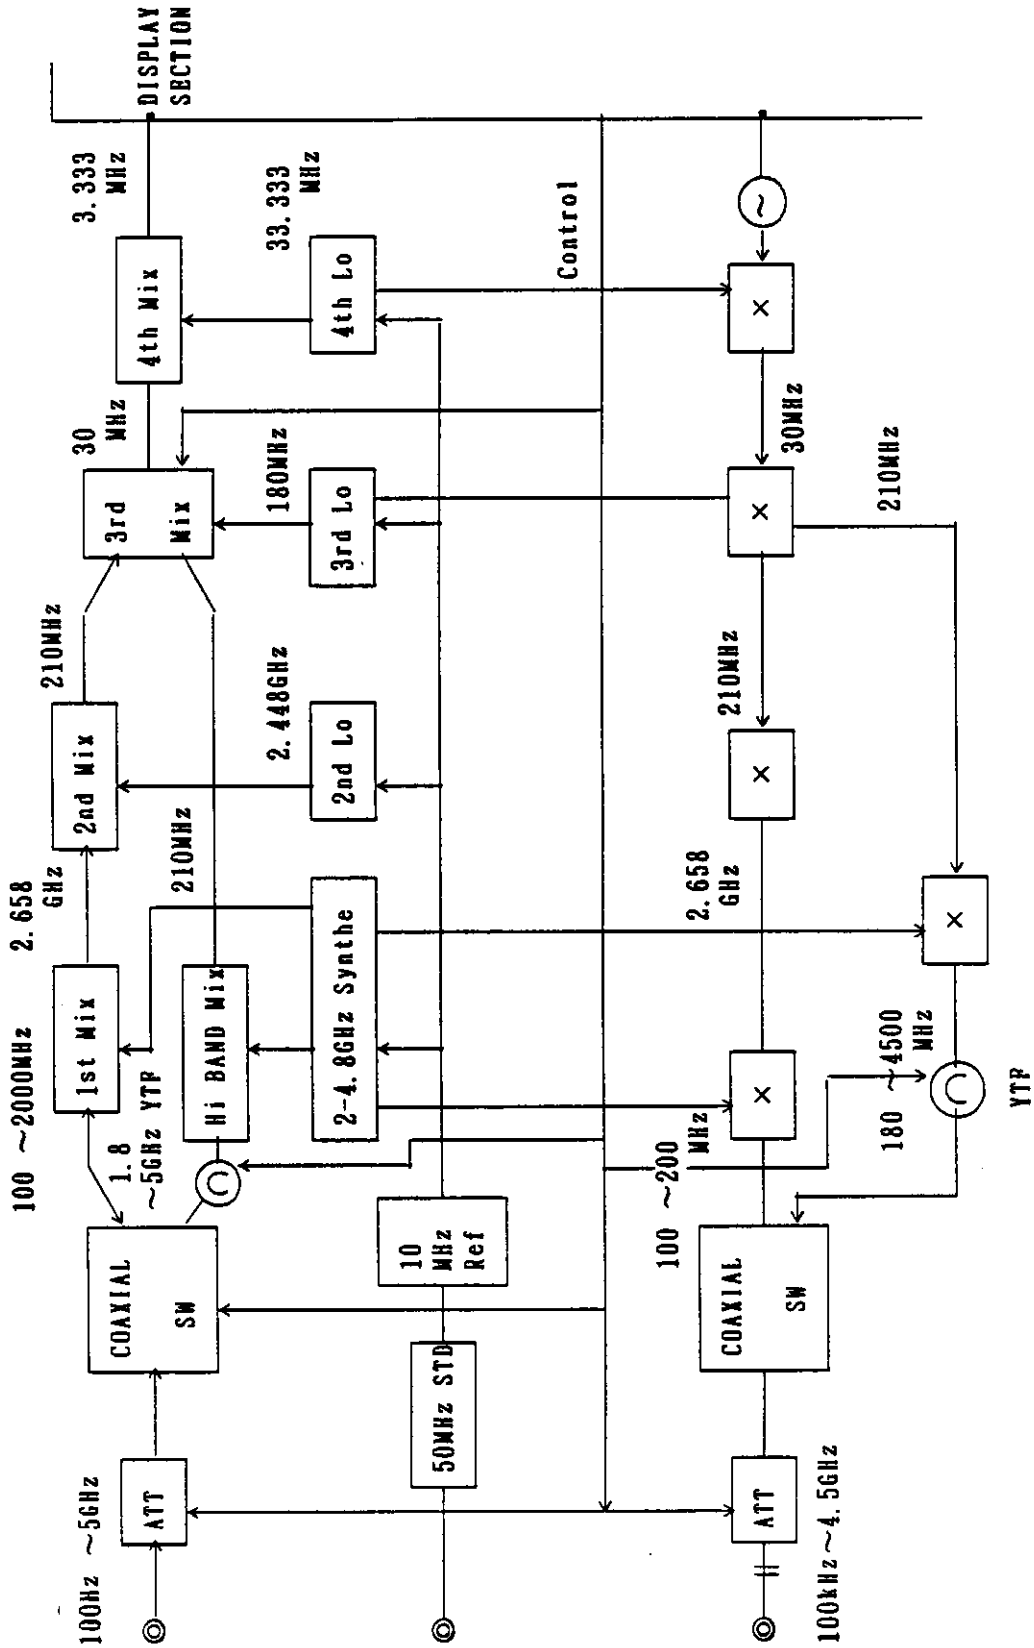 100Hz ~5GHz
ATT
COAXIAL
SW
100 ~2000MHz
1st Mix
1.8
~5GHz YTF
Hi BAND Mix
2.658
GHz
2nd Mix
210MHz
210MHz
3rd
Mix
30
MHz
4th Mix
3.333
MHz
DISPLAY
SECTION
50MHz STD
10
MHz
Ref
2-4.8GHz Synthe
2.448GHz
2nd Lo
180MHz
3rd Lo
33.333
MHz
4th Lo
Control
100kHz~4.5GHz
ATT
COAXIAL
SW
100 ~200
MHz
×
2.658
GHz
×
210MHz
×
30MHz
×
~
210MHz
×
180 ~4500
MHz
YTF